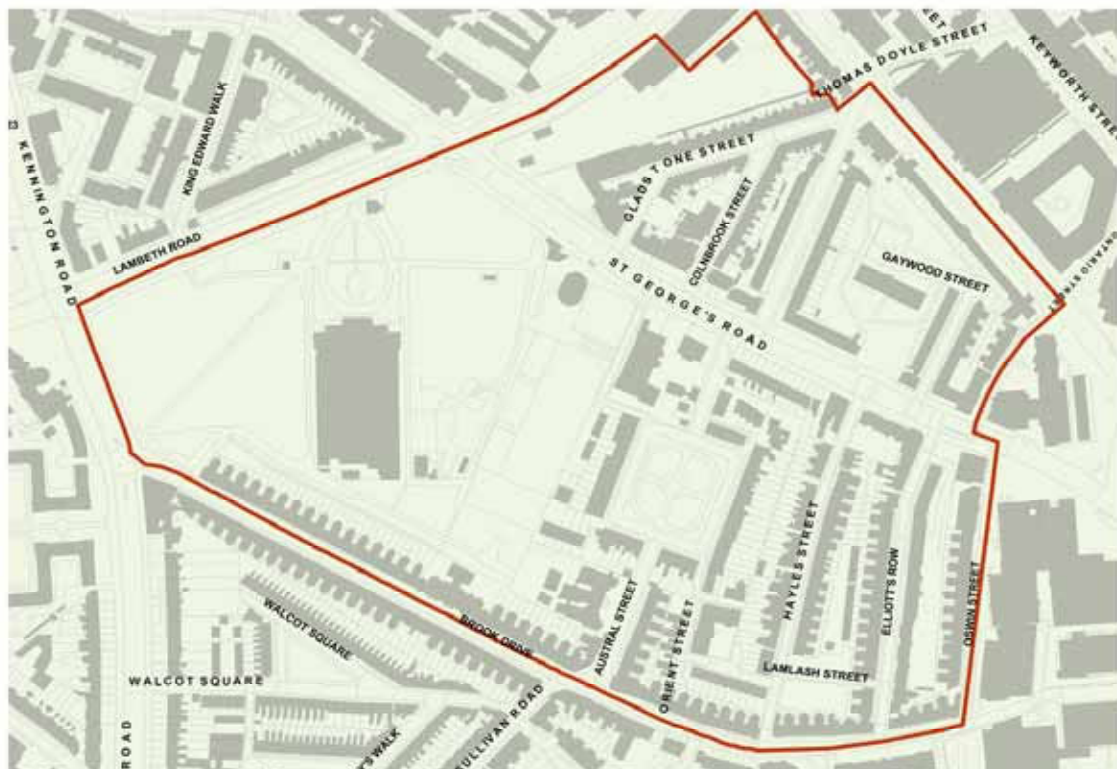 THOMAS DOYLE STREET
KEYWORTH STREET
KENNINGTON ROAD
KING EDWARD WALK
LAMBETH ROAD
GLADSTONE STREET
COLNBROOK STREET
ST GEORGE'S ROAD
GAYWOOD STREET
HAYLES STREET
ELLIOTT'S ROW
OSWIN STREET
AUSTRAL STREET
ORIENT STREET
LAMLASH STREET
BROOK DRIVE
WALCOT SQUARE
WALCOT SQUARE
SULLIVAN ROAD
WALK
ROAD